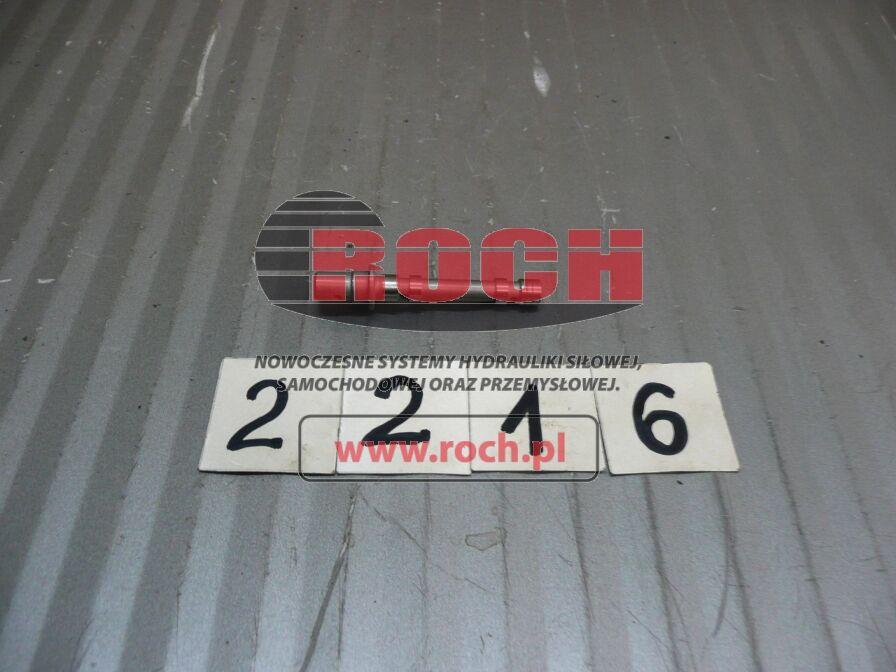 ROCH
NOWOCZESNE SYSTEMY HYDRAULIKI SIŁOWEJ,
SAMOCHODOWEJ ORAZ PRZEMYSŁOWEJ.
2 2 1 6
www.roch.pl